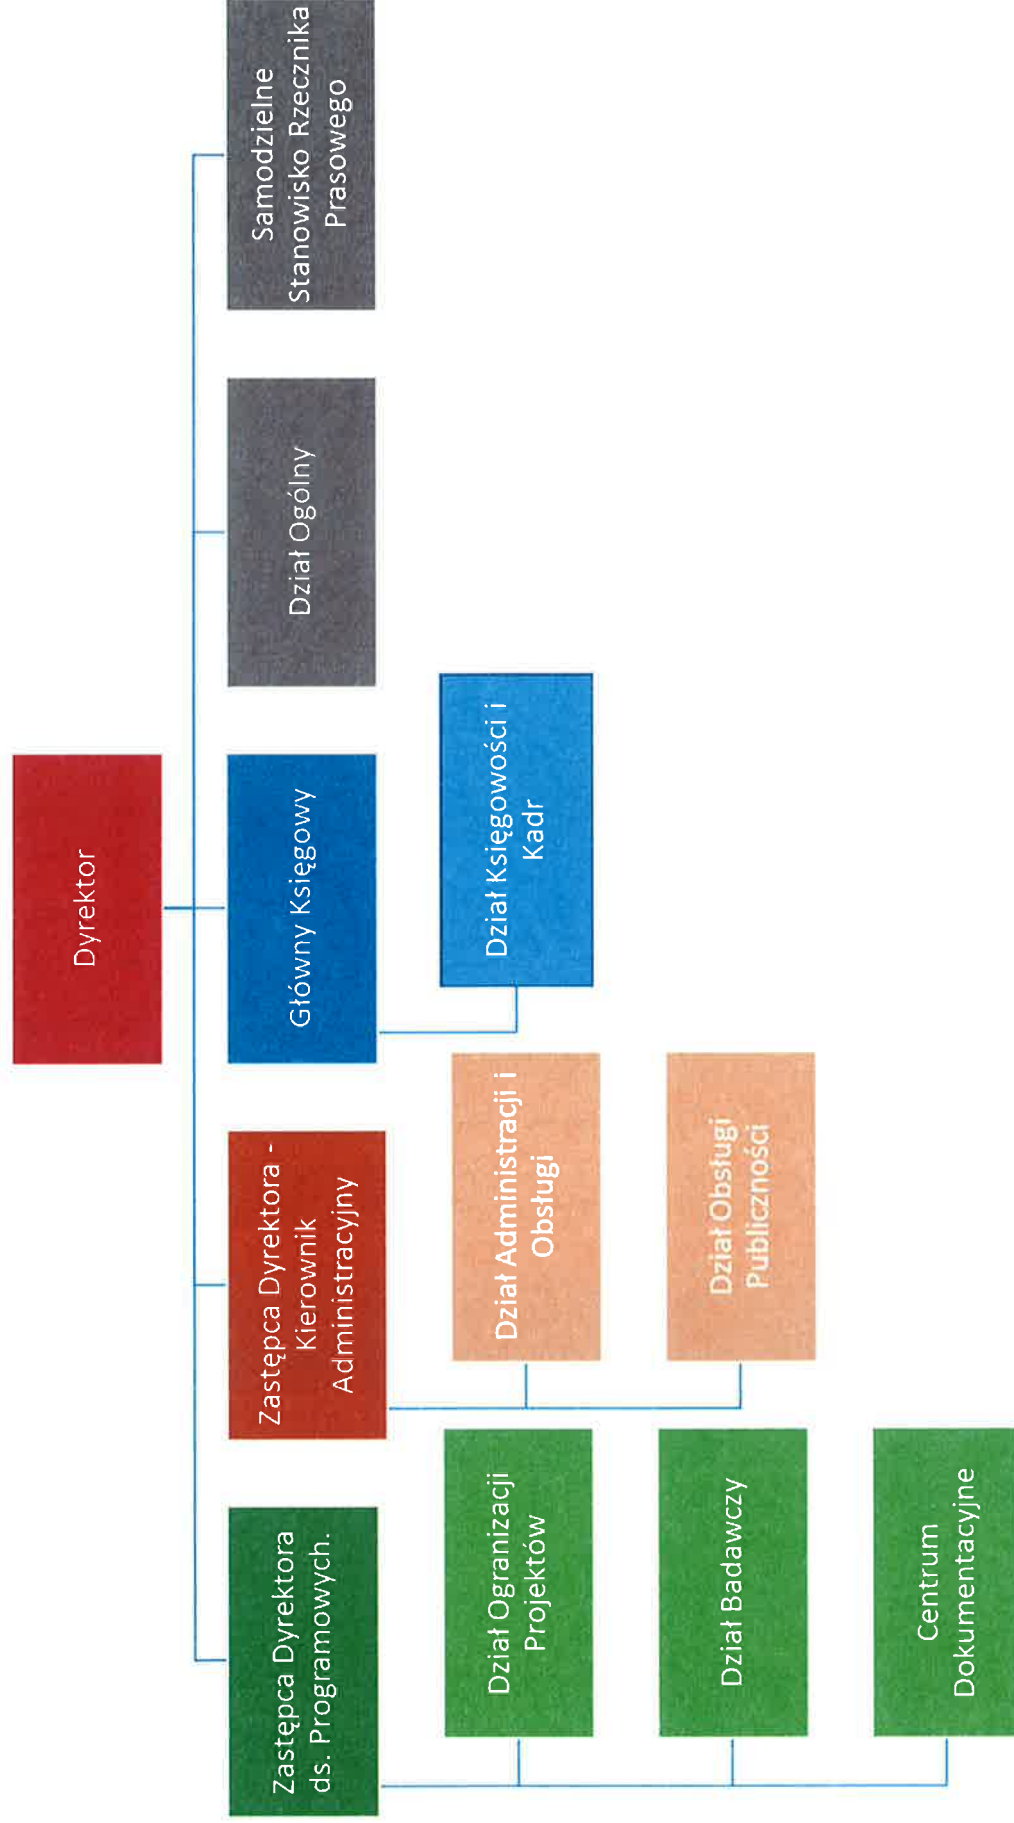 Dyrektor
Zastępca Dyrektora
ds. Programowych.
Zastępca Dyrektora -
Kierownik
Administracyjny
Główny Księgowy
Dział Ogólny
Samodzielne
Stanowisko Rzecznika
Prasowego
Dział Ogranizacji
Projektów
Dział Badawczy
Centrum
Dokumentacyjne
Dział Administracji i
Obsługi
Dział Obsługi
Publiczności
Dział Księgowości i
Kadr